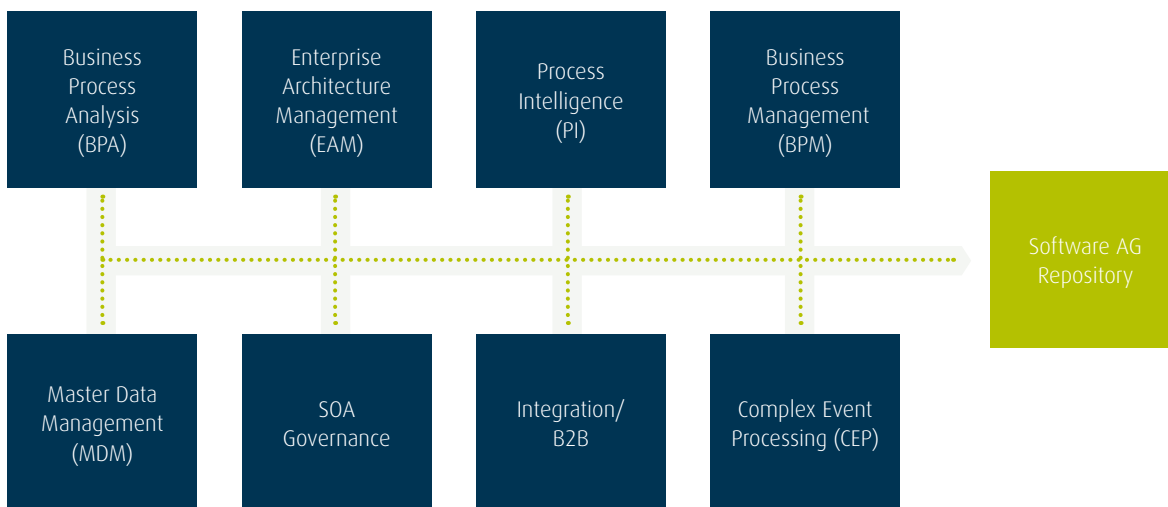 Business
Process
Analysis
(BPA)
Enterprise
Architecture
Management
(EAM)
Process
Intelligence
(PI)
Business
Process
Management
(BPM)
Software AG
Repository
Master Data
Management
(MDM)
SOA
Governance
Integration/
B2B
Complex Event
Processing (CEP)